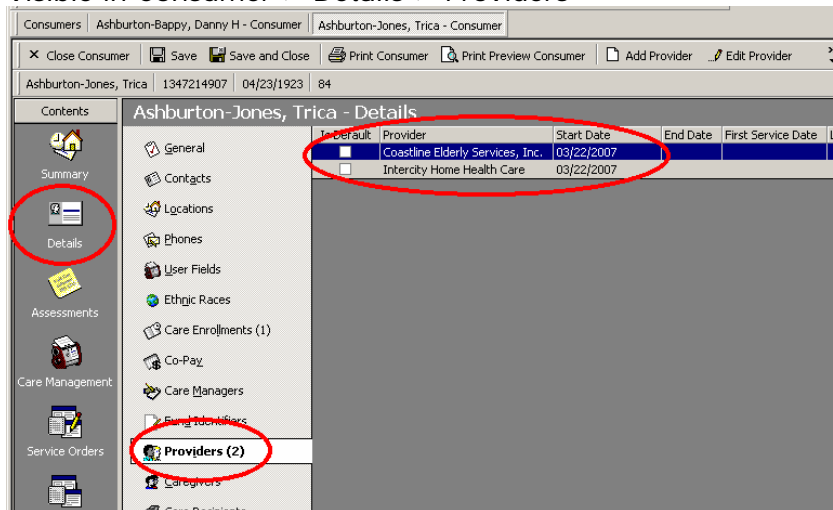 Consumers Ashburton-Bappy, Danny H - Consumer Ashburton-Jones, Trica - Consumer
Close Consumer Save Save and Close Print Consumer Print Preview Consumer Add Provider Edit Provider
Ashburton-Jones, Trica 1347214907 04/23/1923 84
Contents
Ashburton-Jones, Trica - Details
Summary
Details
Assessments
Care Management
Service Orders
General
Contacts
Locations
Phones
User Fields
Ethnic Races
Care Enrollments (1)
Co-Pay
Care Managers
Fund Identifiers
Providers (2)
Caregivers
Is Default Provider Start Date End Date First Service Date
Coastline Elderly Services, Inc. 03/22/2007
Intercity Home Health Care 03/22/2007